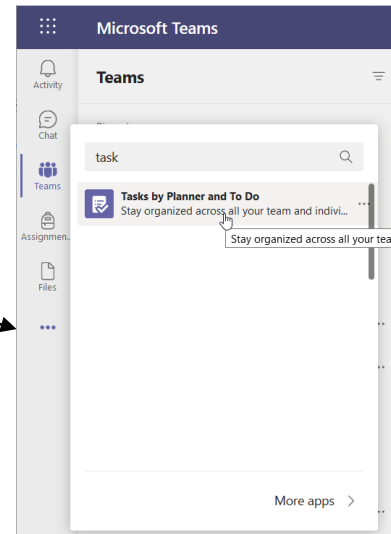 Microsoft Teams
Activity
Teams
Chat
task
Teams
Tasks by Planner and To Do
Stay organized across all your team and indivi...
Stay organized across all your tea
Assignmen...
Files
More apps